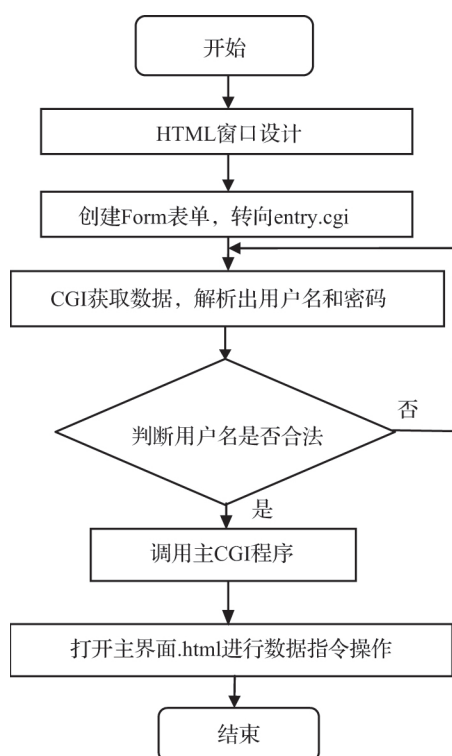 开始
HTML窗口设计
创建Form表单，转向entry.cgi
CGI获取数据，解析出用户名和密码
判断用户名是否合法
否
是
调用主CGI程序
打开主界面.html进行数据指令操作
结束